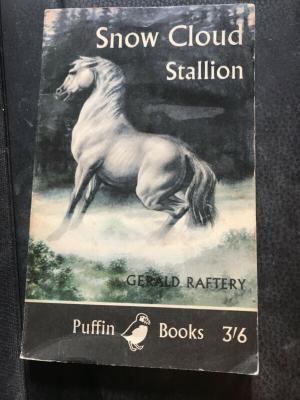 Snow Cloud
Stallion
GERALD RAFTERY
Puffin Books 3/6